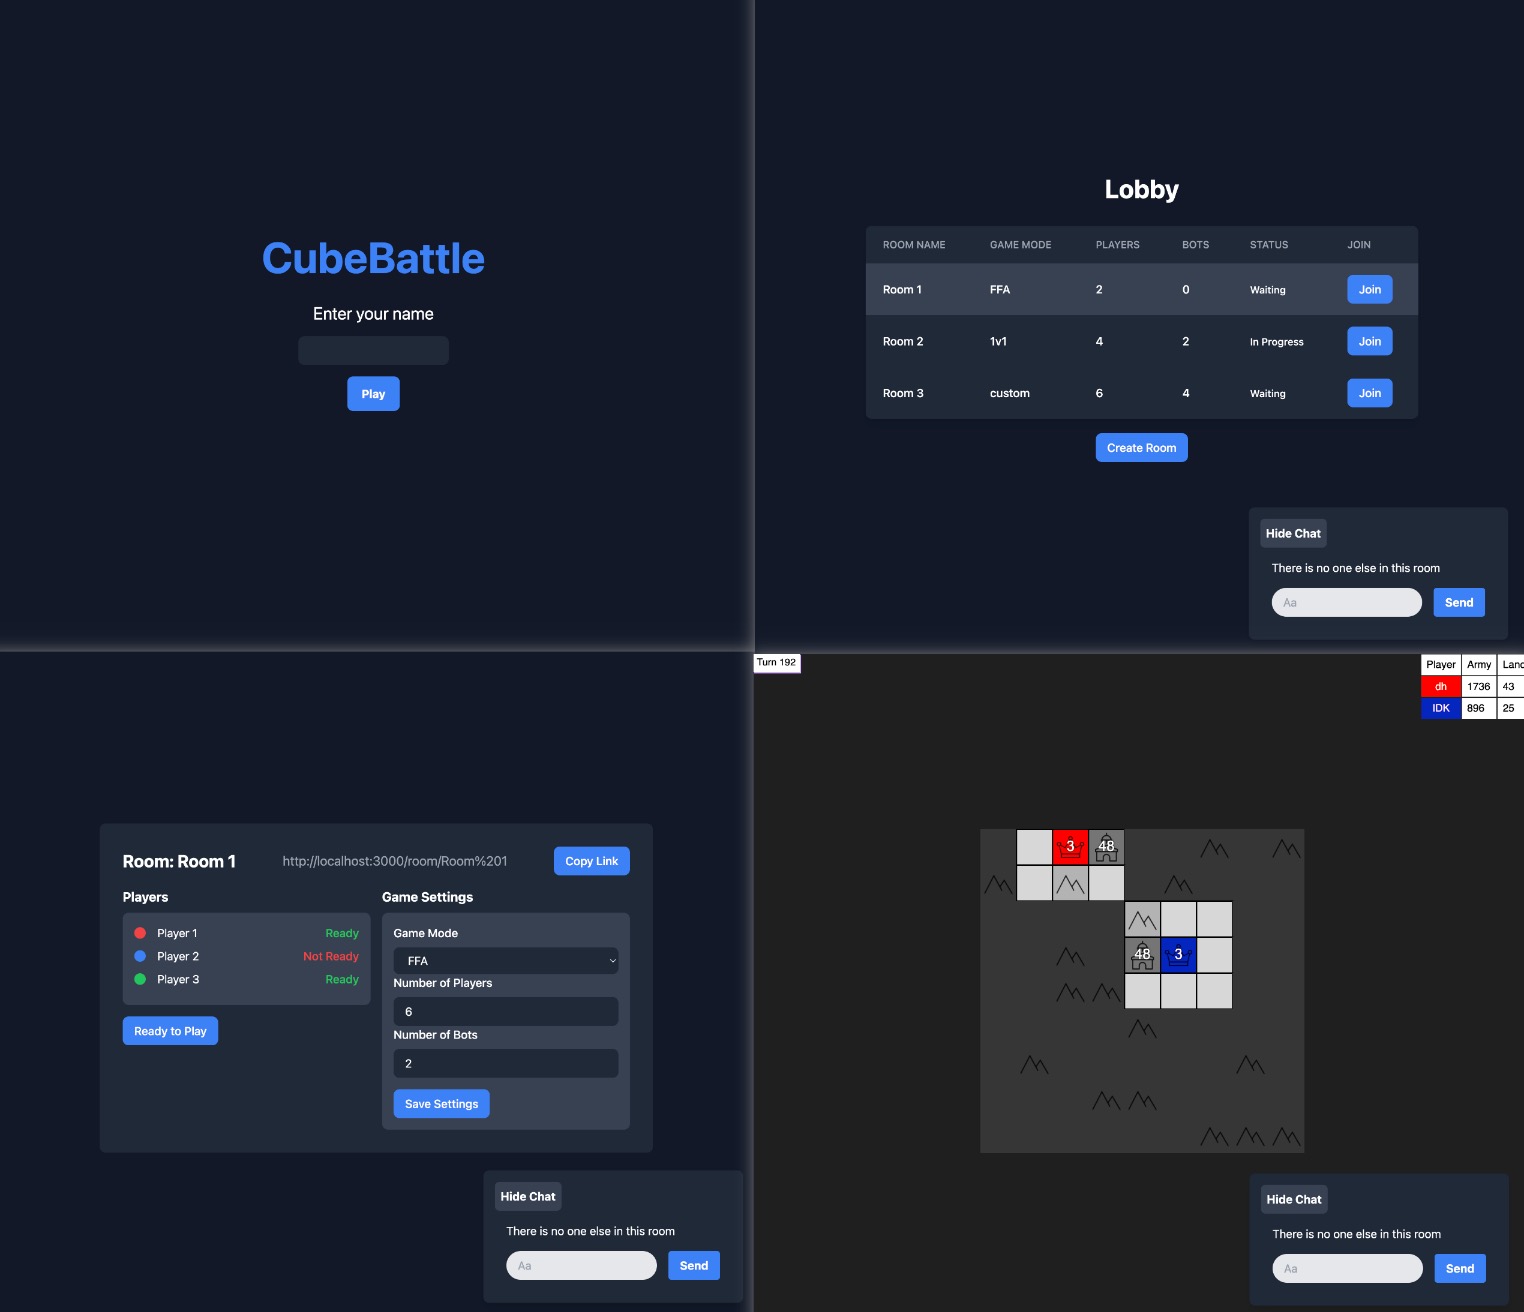 CubeBattle
Enter your name
Play
Lobby
ROOM NAME GAME MODE PLAYERS BOTS STATUS JOIN
Room 1 FFA 2 0 Waiting Join
Room 2 1v1 4 2 In Progress Join
Room 3 custom 6 4 Waiting Join
Create Room
Hide Chat
There is no one else in this room
Aa Send
Room: Room 1 http://localhost:3000/room/Room%201 Copy Link
Players
Player 1 Ready
Player 2 Not Ready
Player 3 Ready
Ready to Play
Game Settings
Game Mode
FFA
Number of Players
6
Number of Bots
2
Save Settings
Hide Chat
There is no one else in this room
Aa Send
Turn 192
Player Army Land
dh 1736 43
IDK 896 25
3 48
48 3
Hide Chat
There is no one else in this room
Aa Send